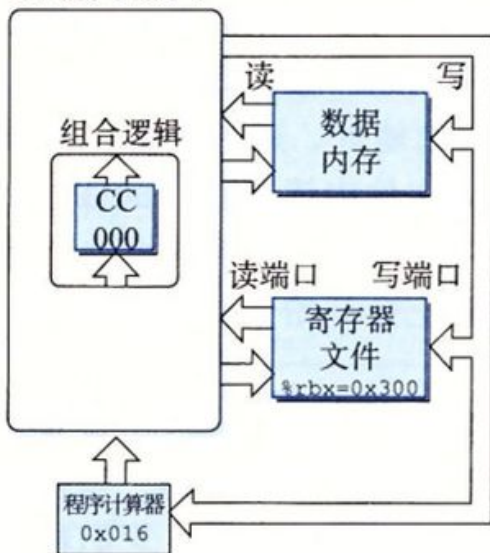 读 写
数据
内存
组合逻辑
CC
000
读端口 写端口
寄存器
文件
%rbx=0x300
程序计算器
0x016